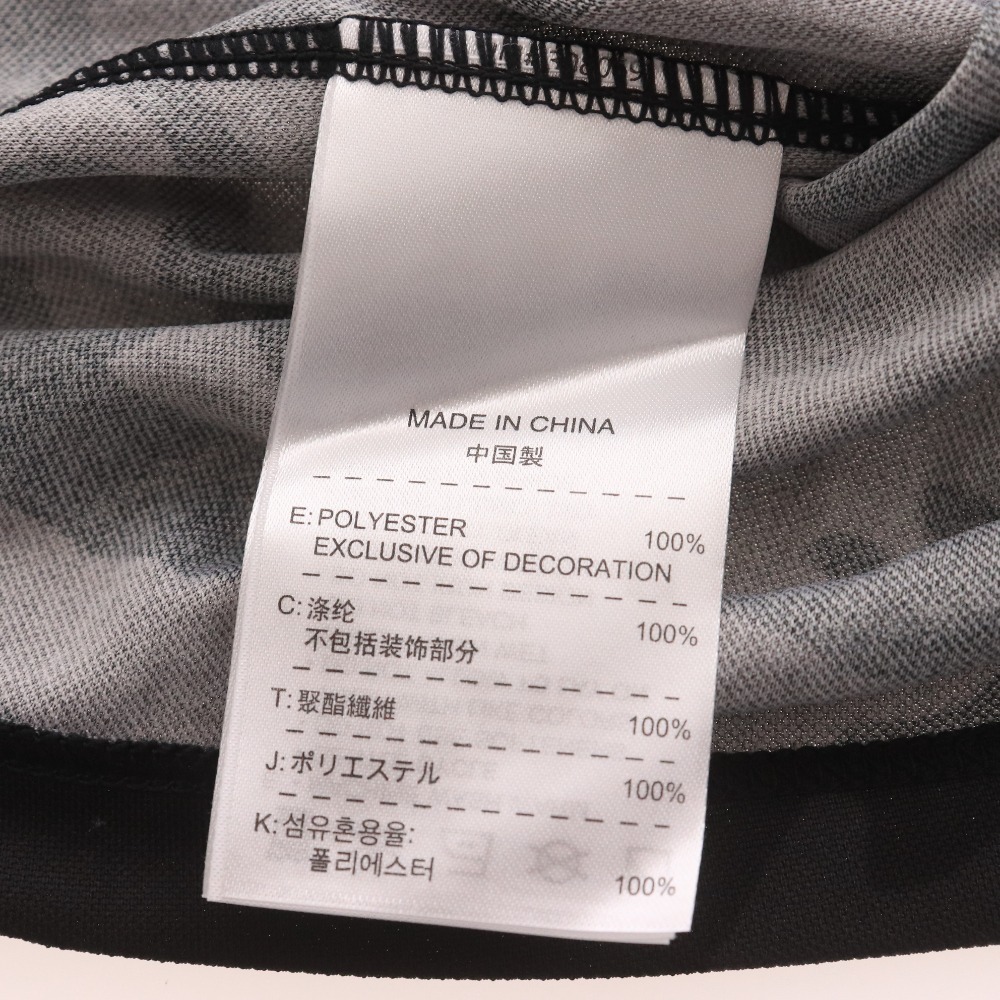 MADE IN CHINA
中国製
E: POLYESTER 100%
EXCLUSIVE OF DECORATION
C: 涤纶 100%
不包括装饰部分
T: 聚酯纖維 100%
J: ポリエステル 100%
K: 섬유혼용율:
폴리에스터 100%